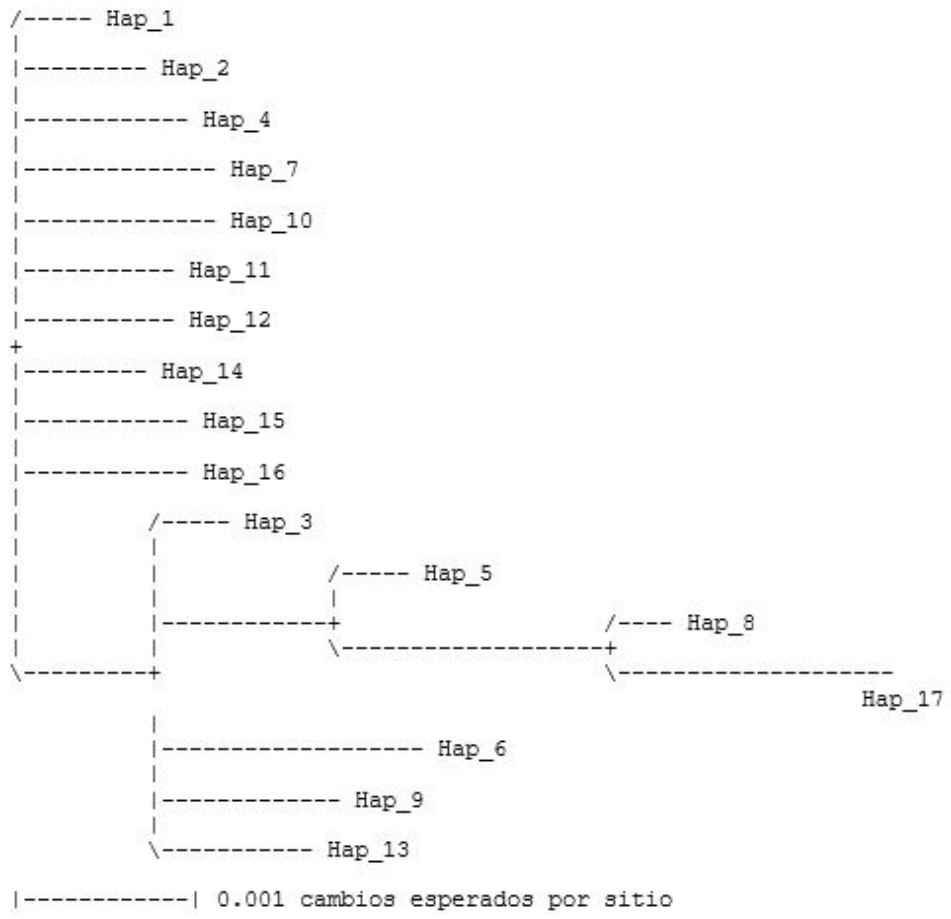 Hap_1
Hap_2
Hap_4
Hap_7
Hap_10
Hap_11
Hap_12
Hap_14
Hap_15
Hap_16
Hap_3
Hap_5
Hap_8
Hap_17
Hap_6
Hap_9
Hap_13
|------------| 0.001 cambios esperados por sitio